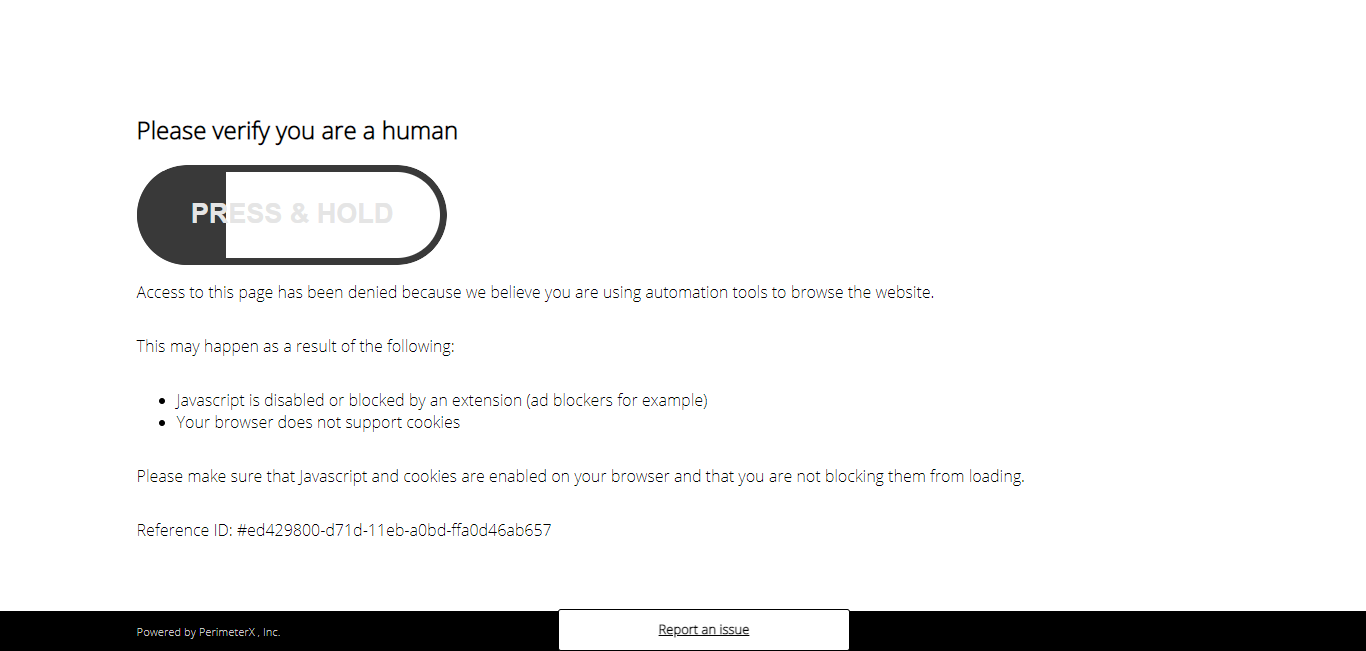 Please verify you are a human
PRESS & HOLD
Access to this page has been denied because we believe you are using automation tools to browse the website.
This may happen as a result of the following:
Javascript is disabled or blocked by an extension (ad blockers for example)
Your browser does not support cookies
Please make sure that Javascript and cookies are enabled on your browser and that you are not blocking them from loading.
Reference ID: #ed429800-d71d-11eb-a0bd-ffa0d46ab657
Powered by PerimeterX , Inc.
Report an issue